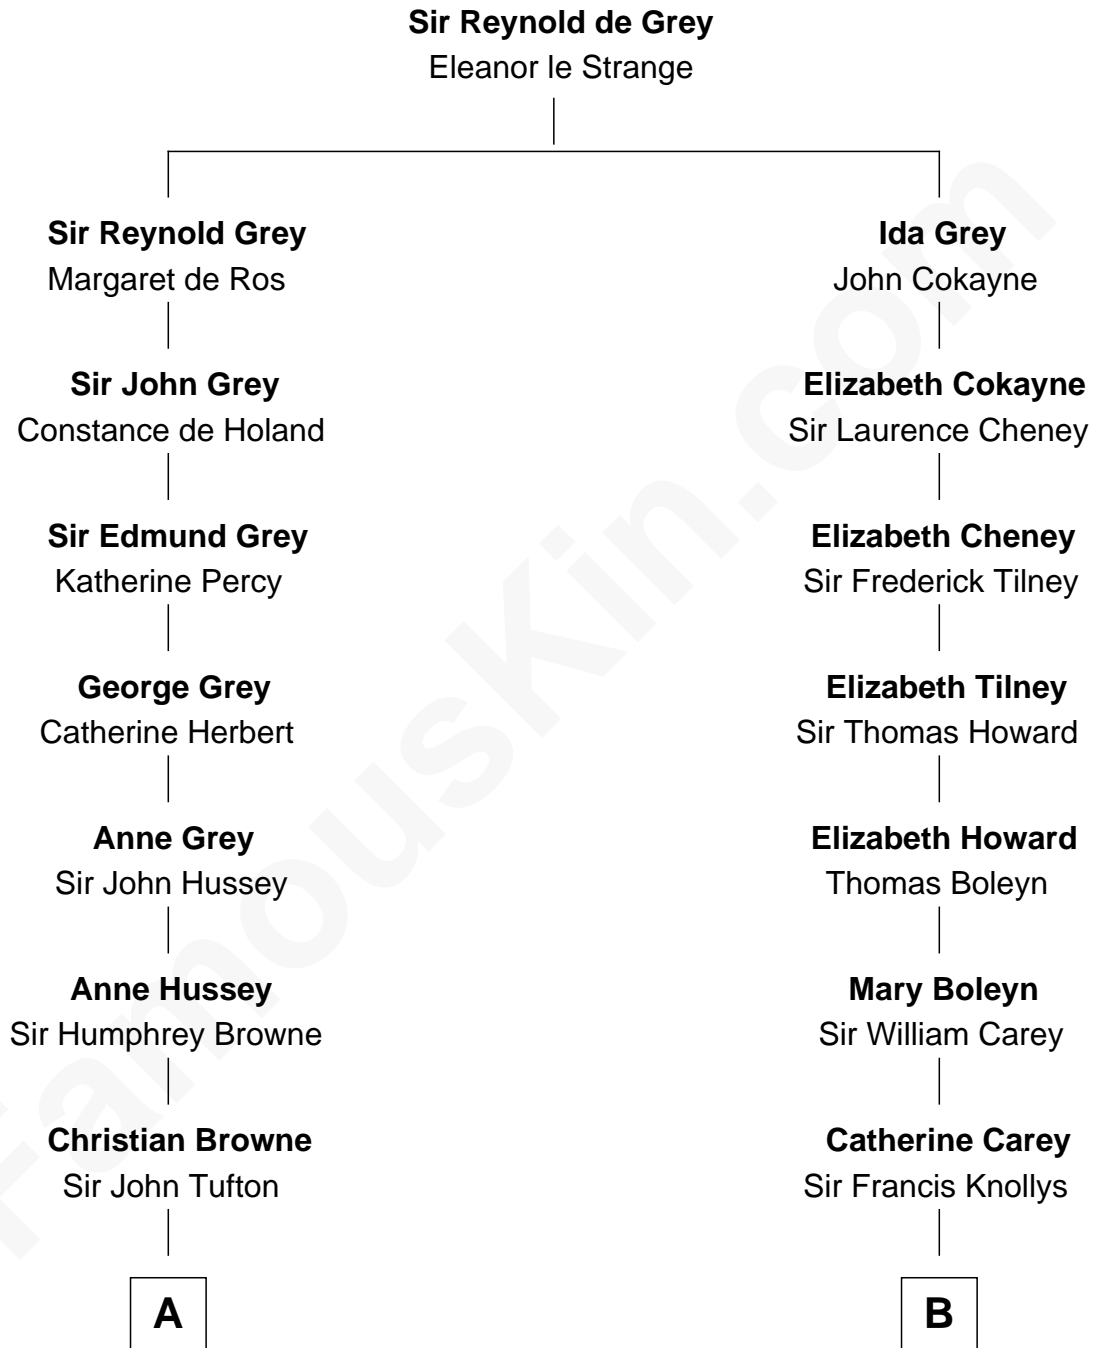 Sir Reynold de Grey
Eleanor le Strange
Sir Reynold Grey
Margaret de Ros
Ida Grey
John Cokayne
Sir John Grey
Constance de Holand
Elizabeth Cokayne
Sir Laurence Cheney
Sir Edmund Grey
Katherine Percy
Elizabeth Cheney
Sir Frederick Tilney
George Grey
Catherine Herbert
Elizabeth Tilney
Sir Thomas Howard
Anne Grey
Sir John Hussey
Elizabeth Howard
Thomas Boleyn
Anne Hussey
Sir Humphrey Browne
Mary Boleyn
Sir William Carey
Christian Browne
Sir John Tufton
Catherine Carey
Sir Francis Knollys
A
B
FamousKin.com